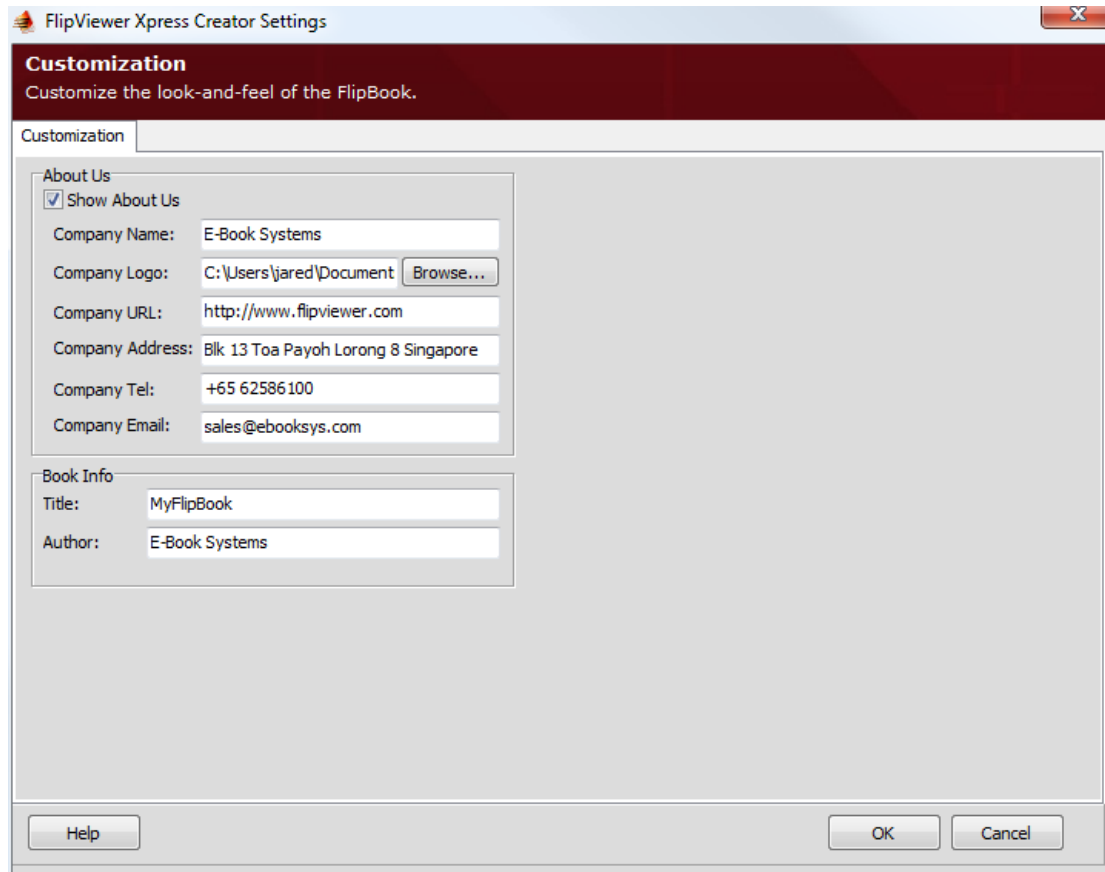 FlipViewer Xpress Creator Settings
X
Customization
Customize the look-and-feel of the FlipBook.
Customization
About Us
Show About Us
Company Name: E-Book Systems
Company Logo: C:\Users\jared\Document Browse...
Company URL: http://www.flipviewer.com
Company Address: Blk 13 Toa Payoh Lorong 8 Singapore
Company Tel: +65 62586100
Company Email: sales@ebooksys.com
Book Info
Title: MyFlipBook
Author: E-Book Systems
Help OK Cancel